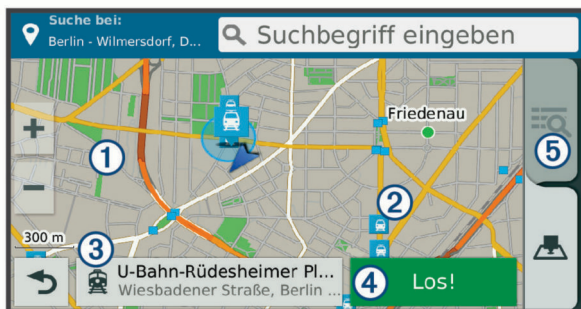 Suche bei:
Berlin - Wilmersdorf, D...
Suchbegriff eingeben
Friedenau
1
5
2
300 m
3
U-Bahn-Rüdesheimer Pl...
Wiesbadener Straße, Berlin ...
4
Los!